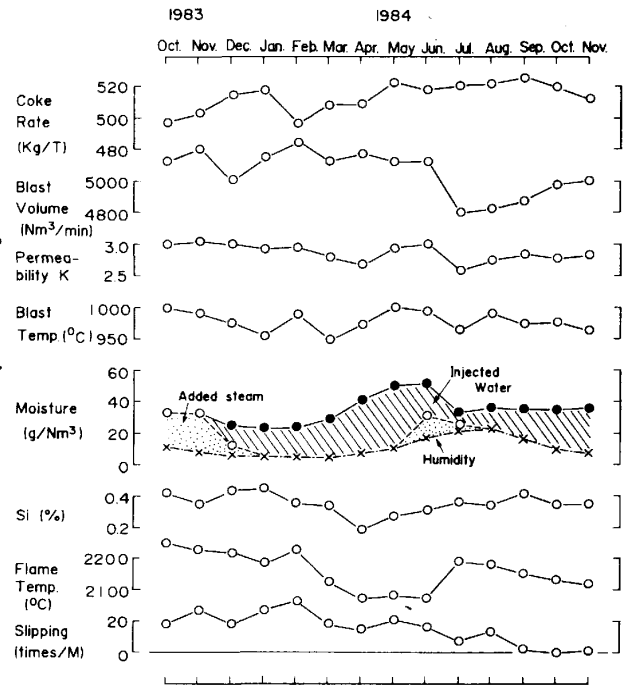 1983 1984
Oct. Nov. Dec. Jan. Feb. Mar. Apr. May Jun. Jul. Aug. Sep. Oct. Nov.
Coke Rate (Kg/T)
520
500
480
Blast Volume (Nm³/min)
5000
4800
Permea-
bility K
3.0
2.5
Blast Temp.(°C)
1000
950
Moisture (g/Nm³)
60
40
20
0
Added steam
Injected Water
Humidity
Si (%)
0.4
0.2
Flame Temp. (°C)
2200
2100
Slipping (times/M)
20
0